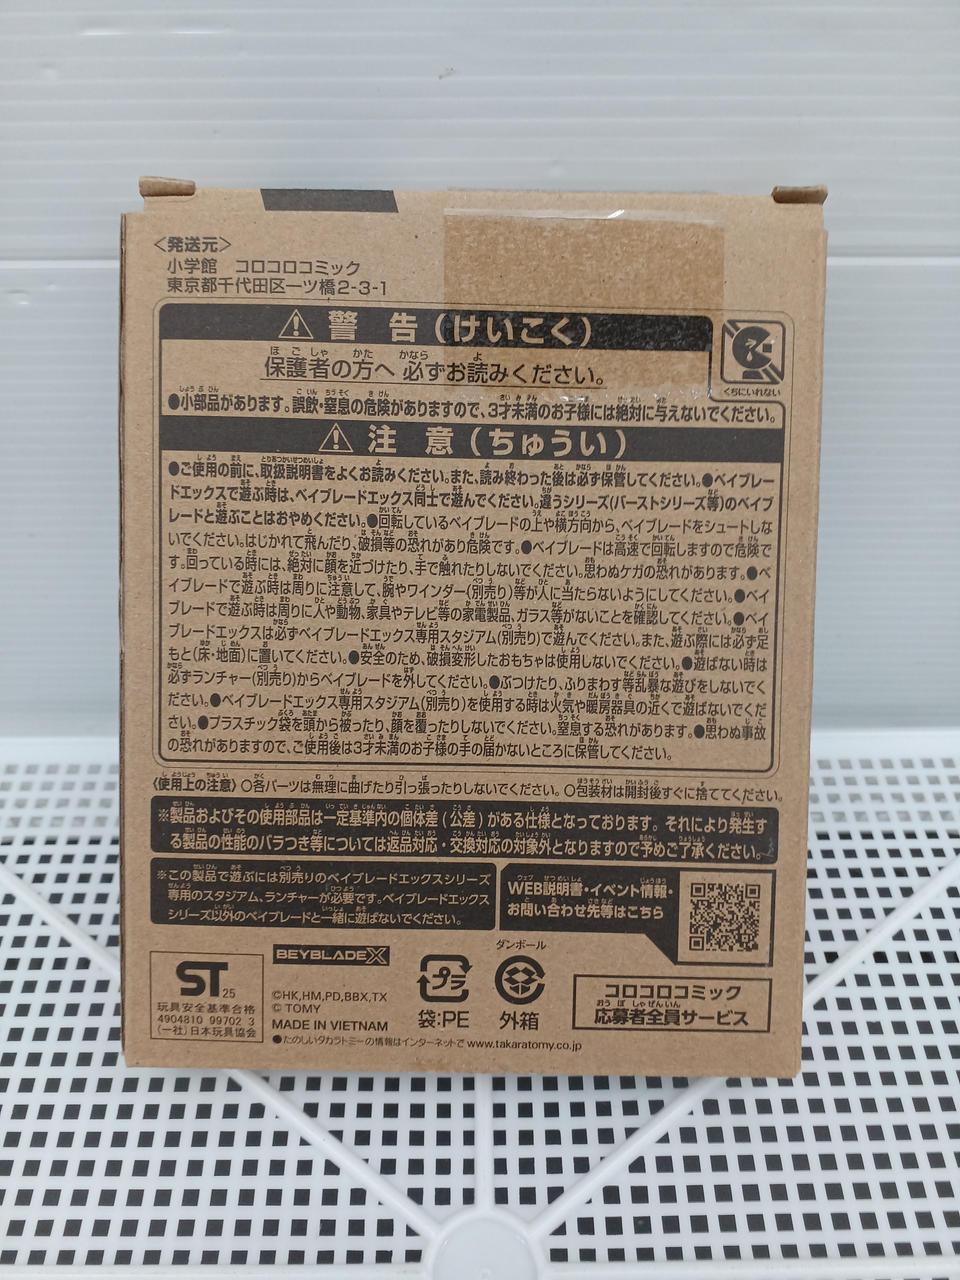 〈発送元〉
小学館　コロコロコミック
東京都千代田区一ツ橋2-3-1
⚠警 告(けいこく)
保護者の方へ 必ずお読みください。
くちにいれない
●小部品があります。誤飲・窒息の危険がありますので、3才未満のお子様には絶対に与えないでください。
⚠注 意(ちゅうい)
●ご使用の前に、取扱説明書をよくお読みください。また、読み終わった後は必ず保管してください。●ベイブレー
ドエックスで遊ぶ時は、ベイブレードエックス同士で遊んでください。違うシリーズ(バーストシリーズ等)のベイブ
レードと遊ぶことはおやめください。●回転しているベイブレードの上や横方向から、ベイブレードをシュートしな
いでください。はじかれて飛んだり、破損等の恐れがあり危険です。●ベイブレードは高速で回転しますので危険で
す。回っている時には、絶対に顔を近づけたり、手で触れたりしないでください。思わぬケガの恐れがあります。●ベ
イブレードで遊ぶ時は周りに注意して、腕やワインダー(別売り)等が人に当たらないようにしてください。●ベイ
ブレードで遊ぶ時は周りに人や動物、家具やテレビ等の家電製品、ガラス等がないことを確認してください。●ベイ
ブレードエックスは必ずベイブレードエックス専用スタジアム(別売り)で遊んでください。また、遊ぶ際には必ず足
もと(床・地面)に置いてください。●安全のため、破損変形したおもちゃは使用しないでください。●遊ばない時は
必ずランチャー(別売り)からベイブレードを外してください。●ぶつけたり、ふりまわす等乱暴な遊びをしないでく
ださい。●ベイブレードエックス専用スタジアム(別売り)を使用する時は火気や暖房器具の近くで遊ばないでくだ
さい。●プラスチック袋を頭から被ったり、顔を覆ったりしないでください。窒息する恐れがあります。●思わぬ事故
の恐れがありますので、ご使用後は3才未満のお子様の手の届かないところに保管してください。
〈使用上の注意〉○各パーツは無理に曲げたり引っ張ったりしないでください。○包装材は開封後すぐに捨ててください。
※製品およびその使用部品は一定基準内の個体差(公差)がある仕様となっております。それにより発生す
る製品の性能のバラつき等については返品対応・交換対応の対象外となりますので予めご了承ください。
※この製品で遊ぶには別売りのベイブレードエックスシリーズ
専用のスタジアム、ランチャーが必要です。ベイブレードエックス
シリーズ以外のベイブレードと一緒に遊ばないでください。
WEB説明書・イベント情報・
お問い合わせ先等はこちら
ST 25
玩具安全基準合格
4904810 99702 3
(一社)日本玩具協会
BEYBLADE X
©HK,HM,PD,BBX,TX
© TOMY
MADE IN VIETNAM
●たのしいタカラトミーの情報はインターネットで www.takaratomy.co.jp
プラ
袋:PE
ダンボール
外箱
コロコロコミック
応募者全員サービス